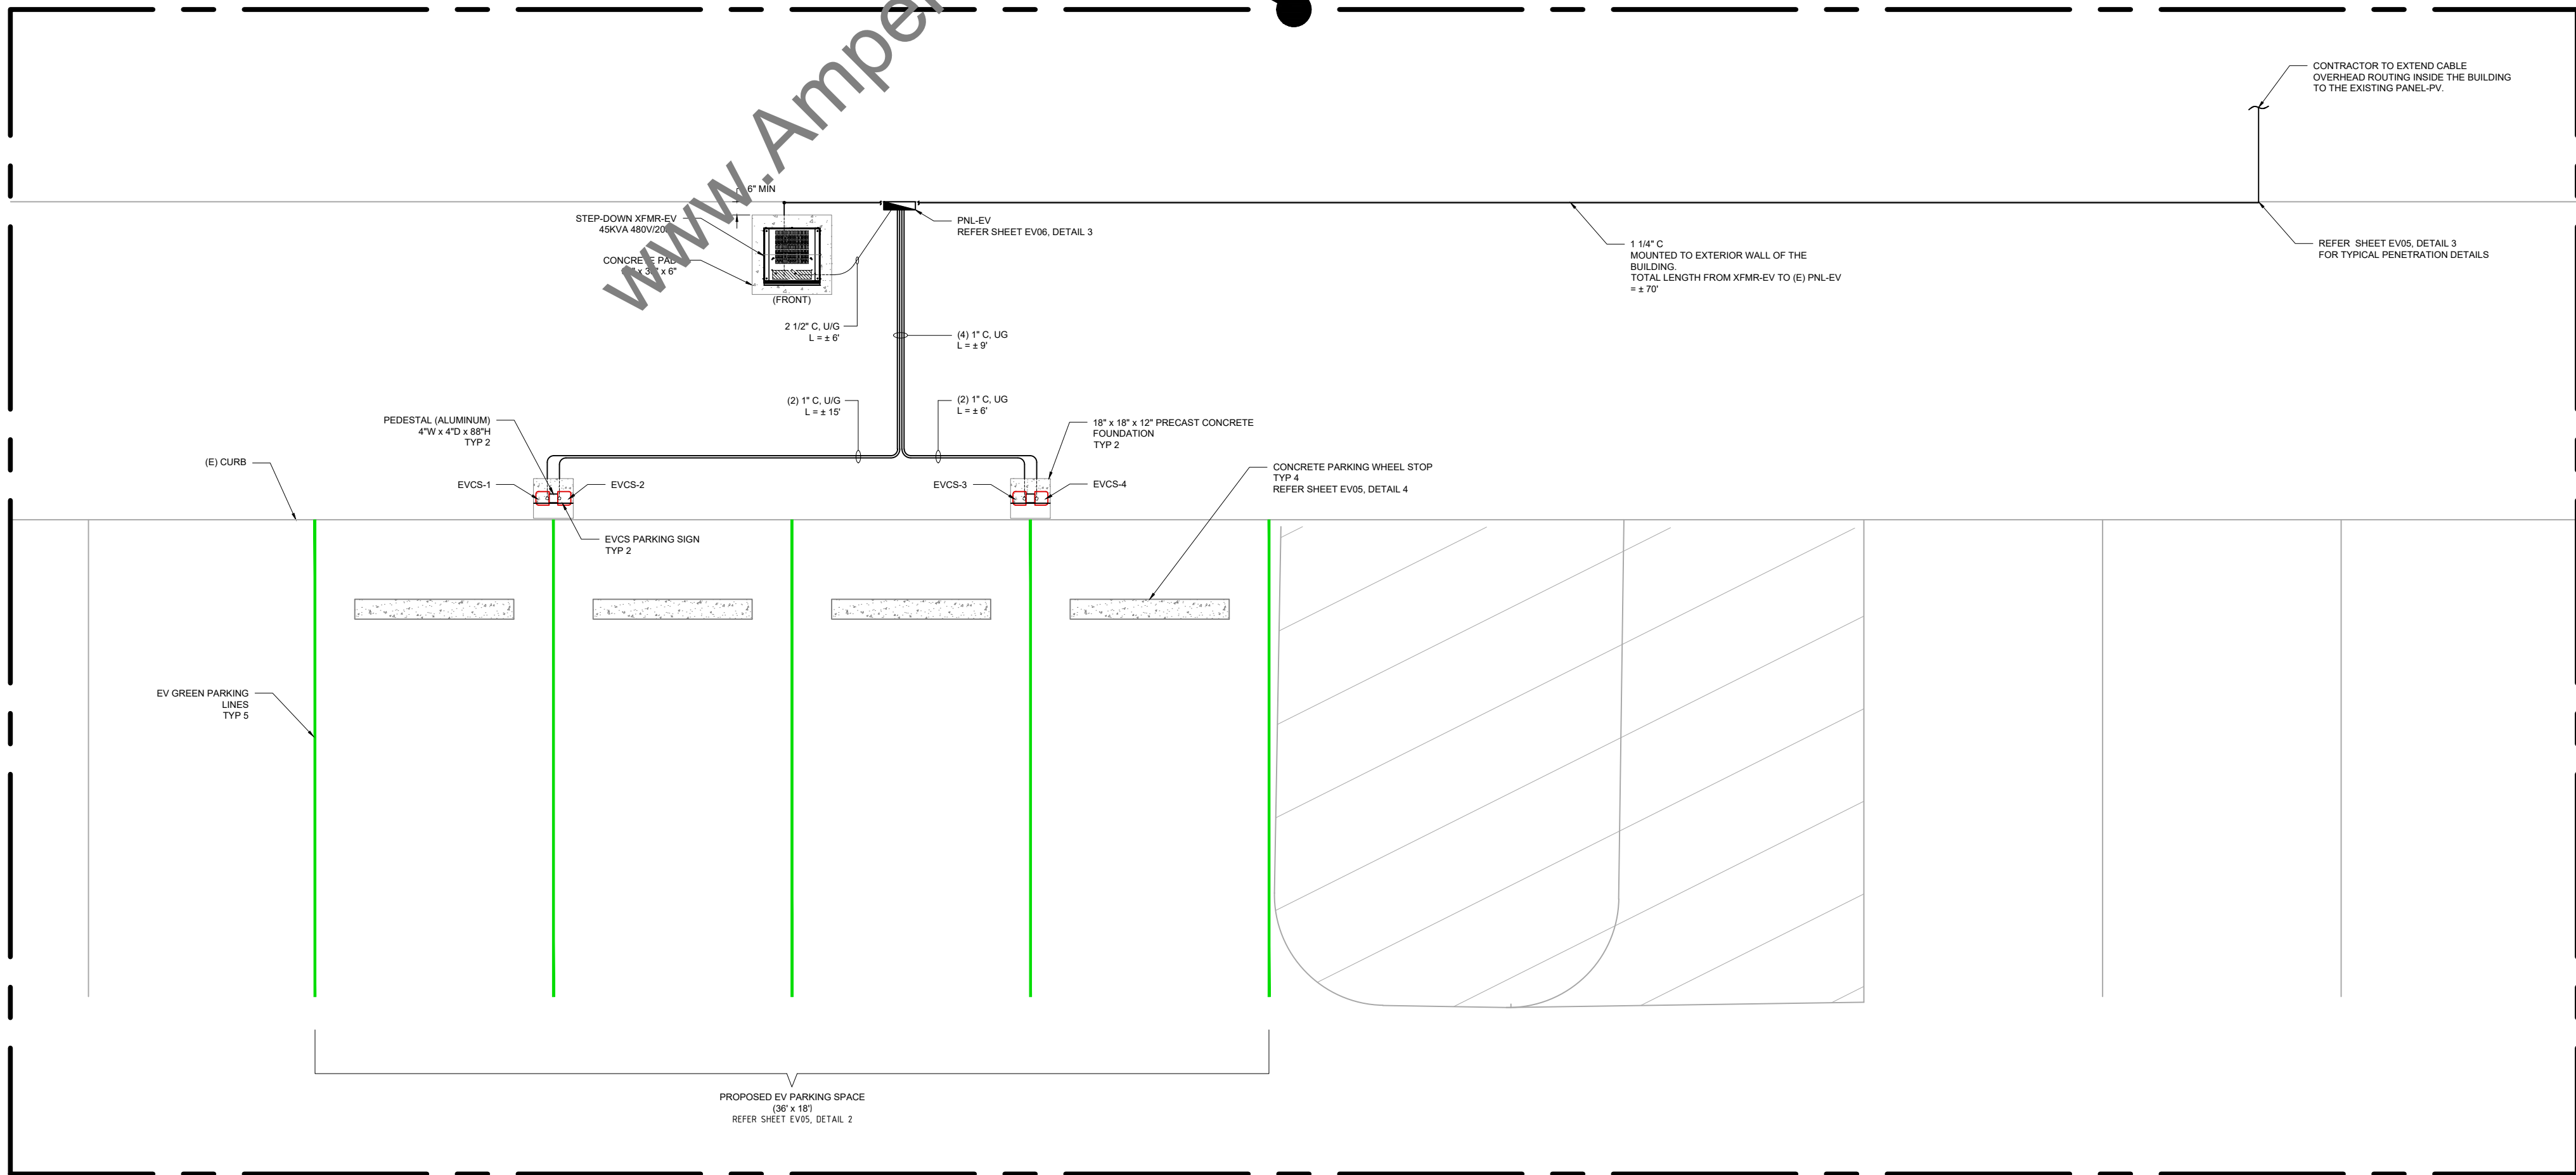 www.Ampe
CONTRACTOR TO EXTEND CABLE
OVERHEAD ROUTING INSIDE THE BUILDING
TO THE EXISTING PANEL-PV.
6" MIN
STEP-DOWN XFMR-EV
45KVA 480V/20
CONCRETE PAD
x 3 x 6"
(FRONT)
PNL-EV
REFER SHEET EV06, DETAIL 3
1 1/4" C
MOUNTED TO EXTERIOR WALL OF THE
BUILDING.
TOTAL LENGTH FROM XFMR-EV TO (E) PNL-EV
= ± 70'
REFER SHEET EV05, DETAIL 3
FOR TYPICAL PENETRATION DETAILS
2 1/2" C, U/G
L = ± 6'
(4) 1" C, UG
L = ± 9'
(2) 1" C, U/G
L = ± 15'
(2) 1" C, UG
L = ± 6'
PEDESTAL (ALUMINUM)
4"W x 4"D x 88"H
TYP 2
18" x 18" x 12" PRECAST CONCRETE
FOUNDATION
TYP 2
(E) CURB
EVCS-1
EVCS-2
EVCS-3
EVCS-4
CONCRETE PARKING WHEEL STOP
TYP 4
REFER SHEET EV05, DETAIL 4
EVCS PARKING SIGN
TYP 2
EV GREEN PARKING
LINES
TYP 5
PROPOSED EV PARKING SPACE
(36' x 18')
REFER SHEET EV05, DETAIL 2